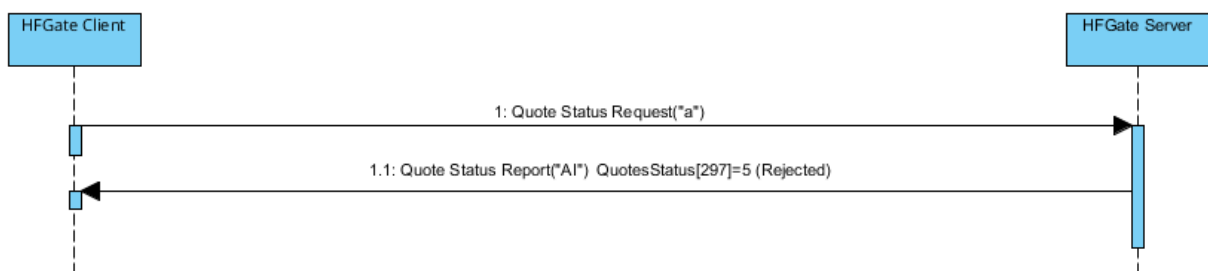 HFGate Client
HFGate Server
1: Quote Status Request("a")
1.1: Quote Status Report("AI")  QuotesStatus[297]=5 (Rejected)